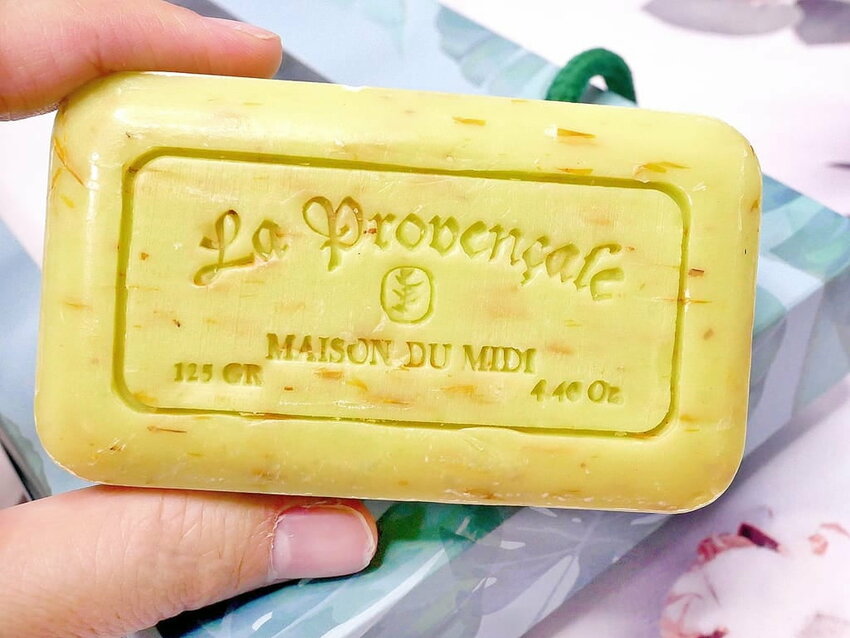 La Provençale
MAISON DU MIDI
125 GR
4.40 Oz